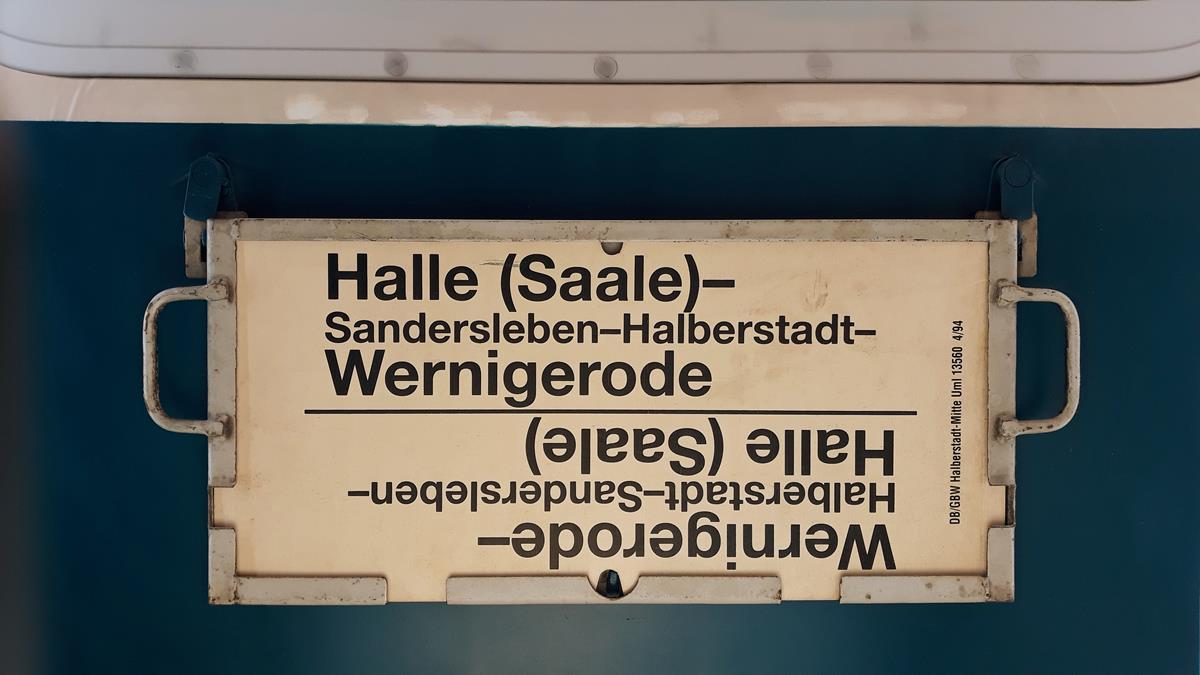 Halle (Saale)–
Sandersleben–Halberstadt–
Wernigerode
Wernigerode–
Halberstadt–Sandersleben–
Halle (Saale)
DB/GBW Halberstadt-Mitte Uml 13560 4/94